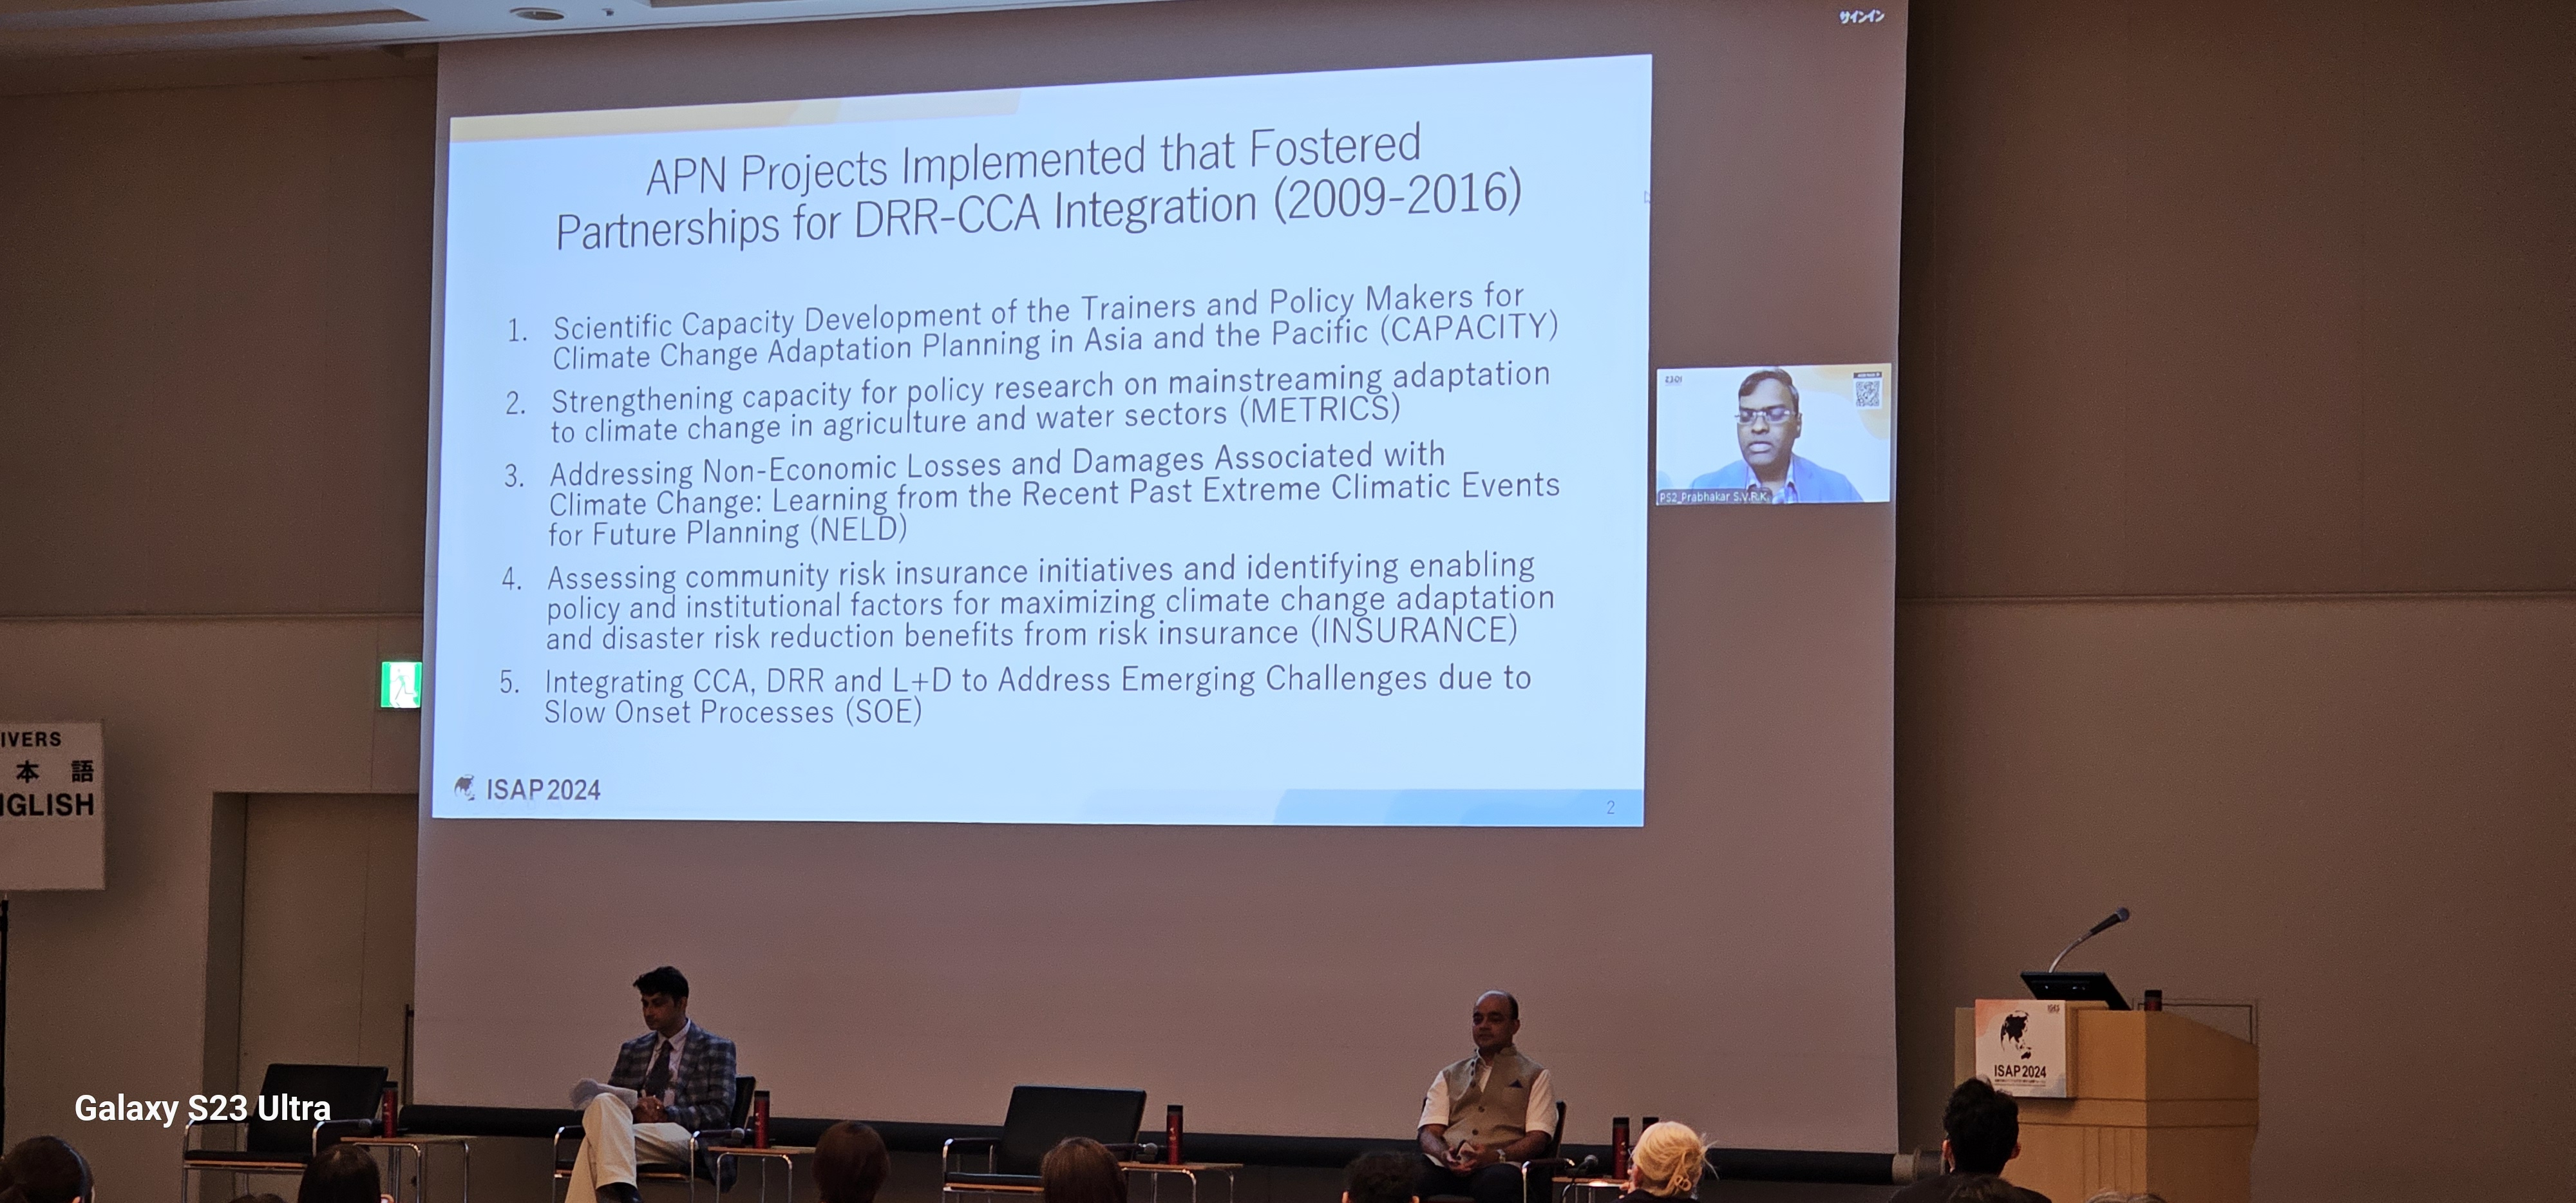 サインイン
APN Projects Implemented that Fostered
Partnerships for DRR-CCA Integration (2009-2016)
1. Scientific Capacity Development of the Trainers and Policy Makers for
Climate Change Adaptation Planning in Asia and the Pacific (CAPACITY)
2. Strengthening capacity for policy research on mainstreaming adaptation
to climate change in agriculture and water sectors (METRICS)
3. Addressing Non-Economic Losses and Damages Associated with
Climate Change: Learning from the Recent Past Extreme Climatic Events
for Future Planning (NELD)
4. Assessing community risk insurance initiatives and identifying enabling
policy and institutional factors for maximizing climate change adaptation
and disaster risk reduction benefits from risk insurance (INSURANCE)
5. Integrating CCA, DRR and L+D to Address Emerging Challenges due to
Slow Onset Processes (SOE)
ISAP2024
2
PS2_Prabhakar S.V.R.K.
IVERS
本 語
NGLISH
ISAP2024
Galaxy S23 Ultra